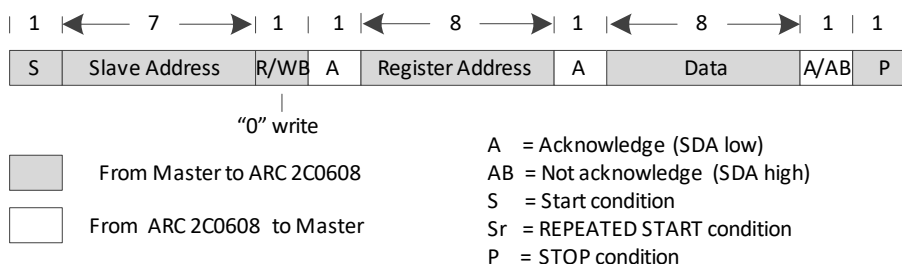 1 7 1 1 8 1 8 1 1
S Slave Address R/WB A Register Address A Data A/AB P
“0” write
From Master to ARC 2C0608
From ARC 2C0608 to Master
A = Acknowledge (SDA low)
AB = Not acknowledge (SDA high)
S = Start condition
Sr = REPEATED START condition
P = STOP condition